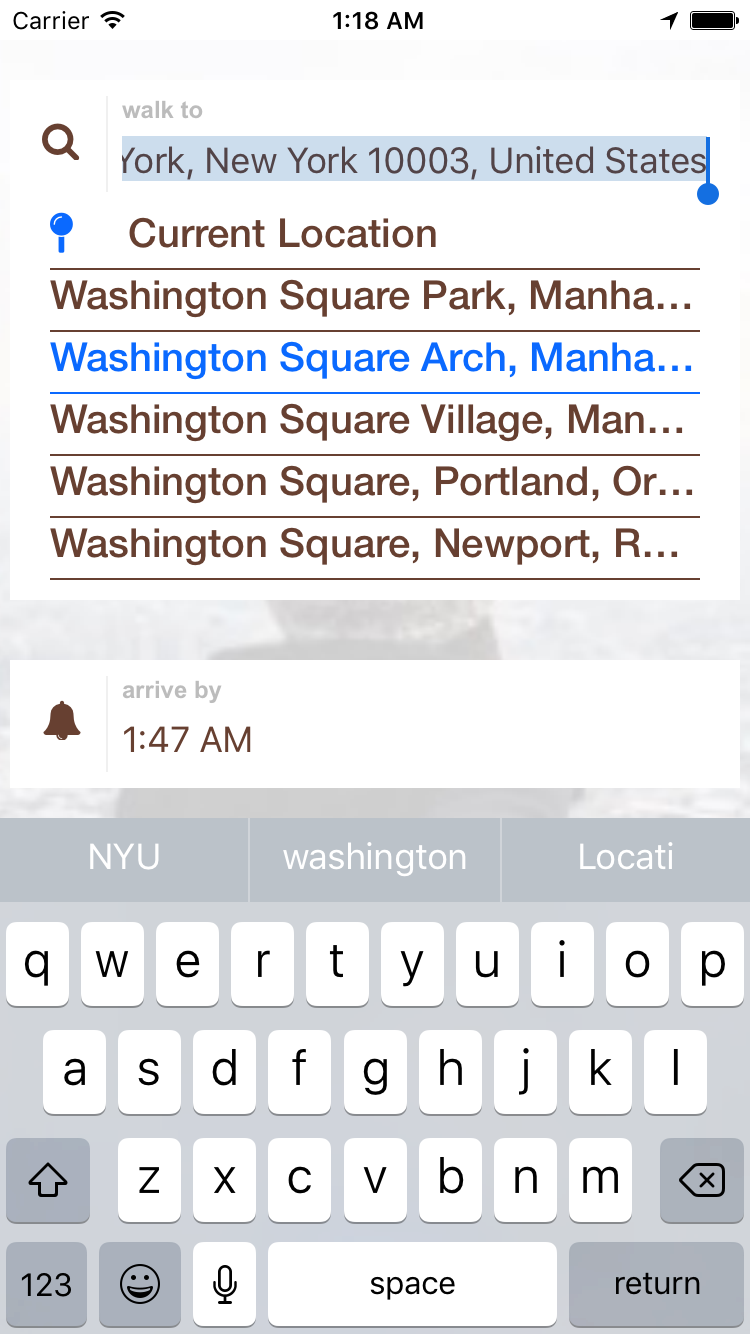 Carrier 1:18 AM
walk to
York, New York 10003, United States
Current Location
Washington Square Park, Manha...
Washington Square Arch, Manha...
Washington Square Village, Man...
Washington Square, Portland, Or...
Washington Square, Newport, R...
arrive by
1:47 AM
NYU washington Locati
q w e r t y u i o p
a s d f g h j k l
z x c v b n m
123 space return